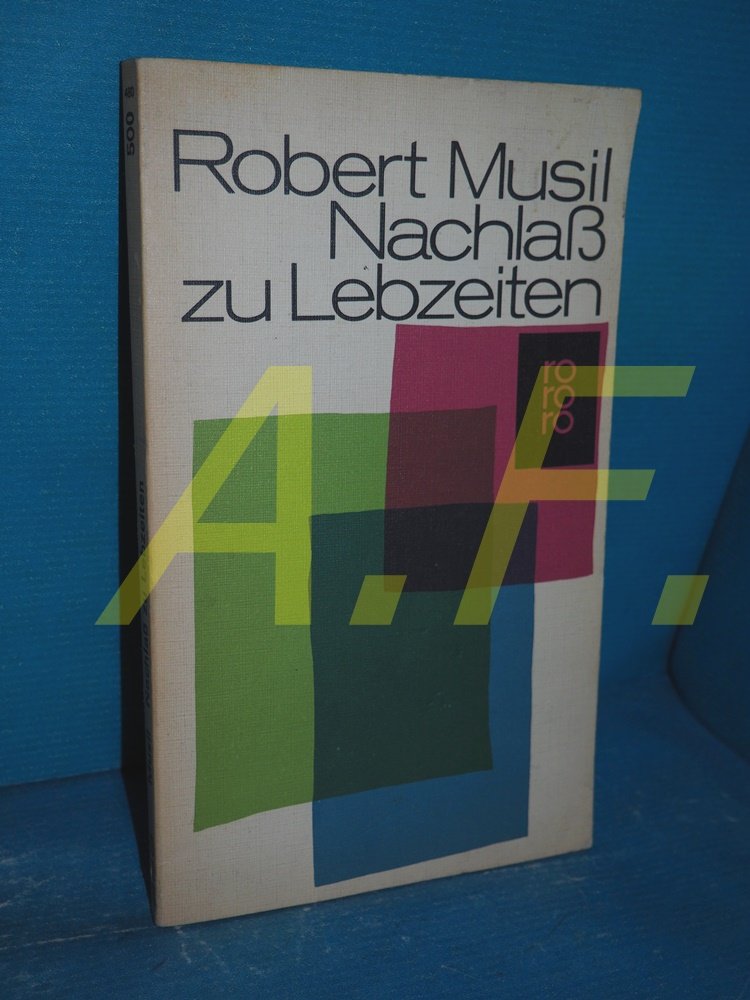 Robert Musil
Nachlaß
zu Lebzeiten
ro
ro
ro
A.F.
500